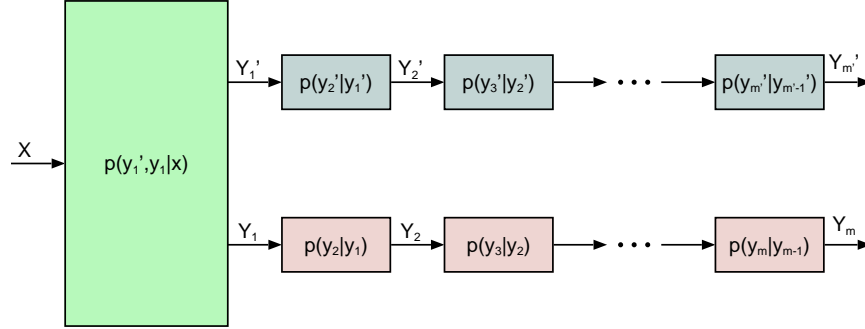 Y₁’ Y₂’ Yₘ’’
p(y₂’|y₁’) p(y₃’|y₂’) • • • p(yₘ’’|yₘ’₋₁’)
X
p(y₁’,y₁|x)
Y₁ Y₂ Yₘ
p(y₂|y₁) p(y₃|y₂) • • • p(yₘ|yₘ₋₁)